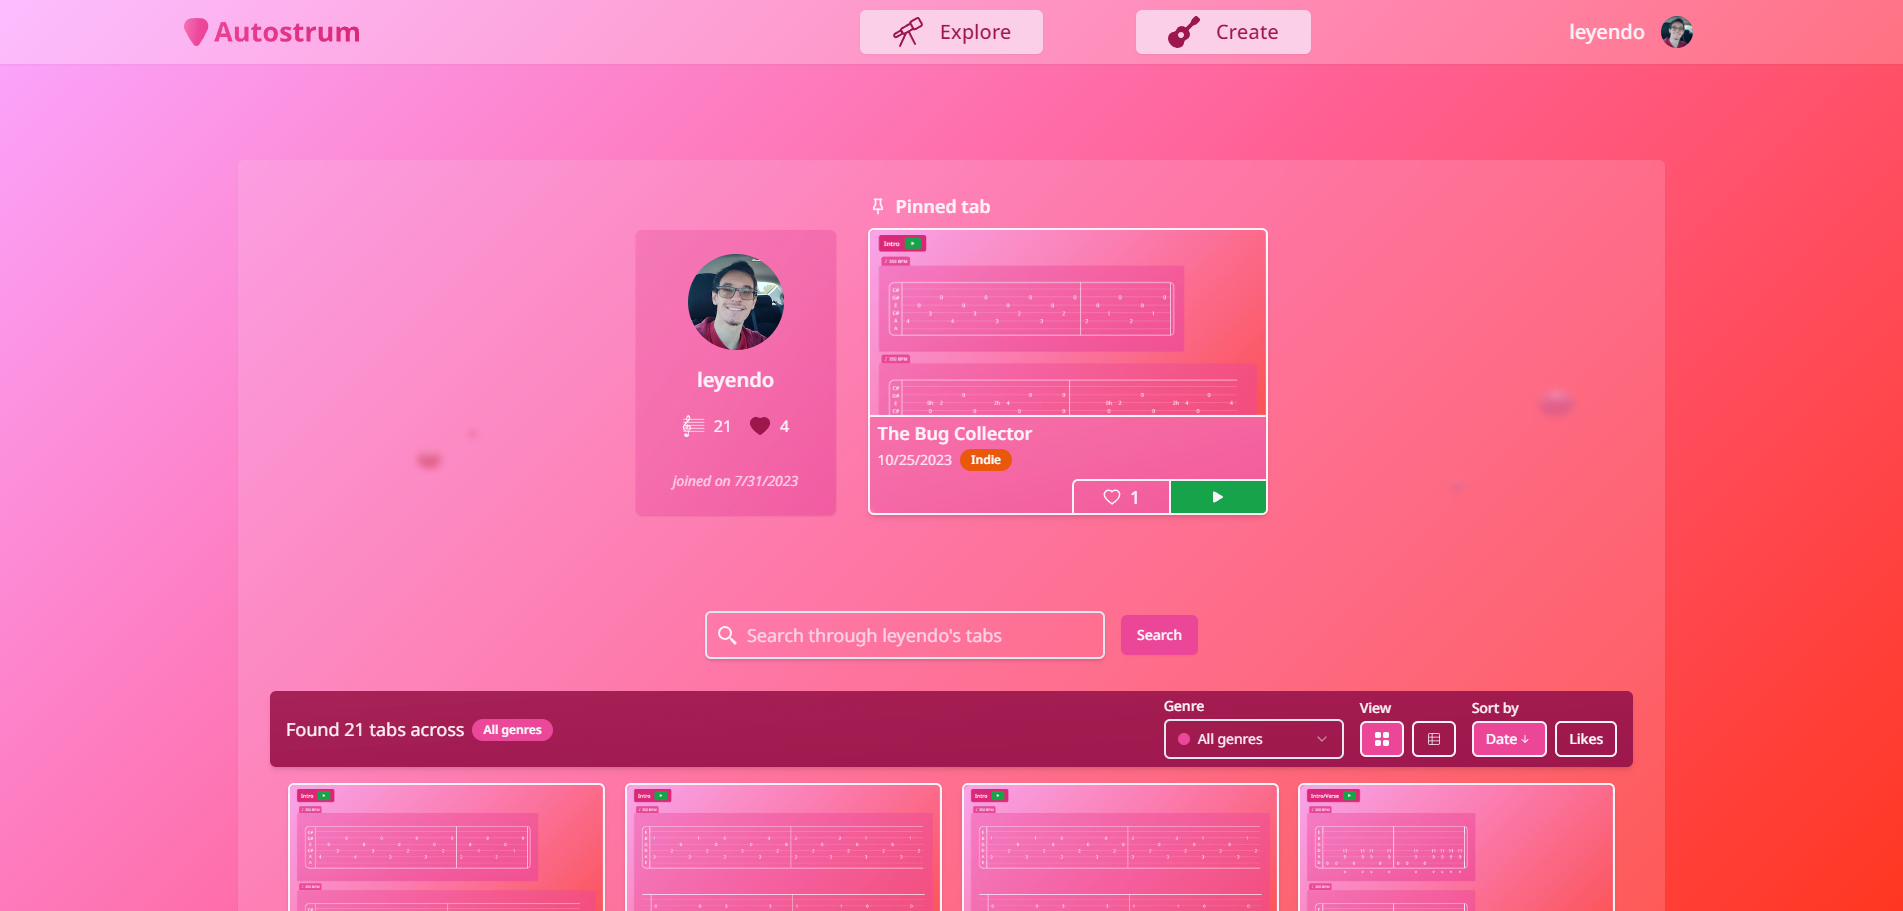 Autostrum
Explore
Create
leyendo
Pinned tab
leyendo
21
4
joined on 7/31/2023
Intro
The Bug Collector
10/25/2023
Indie
1
Search through leyendo's tabs
Search
Found 21 tabs across
All genres
Genre
All genres
View
Sort by
Date
Likes
Intro
Intro
Intro
Intro/Verse